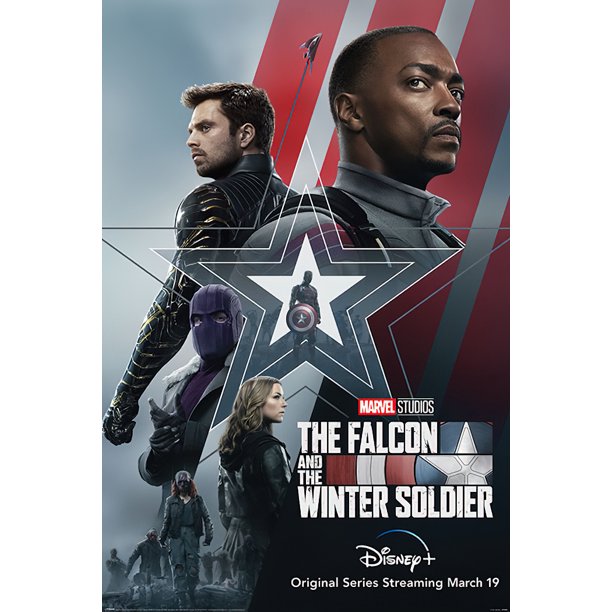 MARVEL STUDIOS
THE FALCON
AND THE
WINTER SOLDIER
Disney+
Original Series Streaming March 19